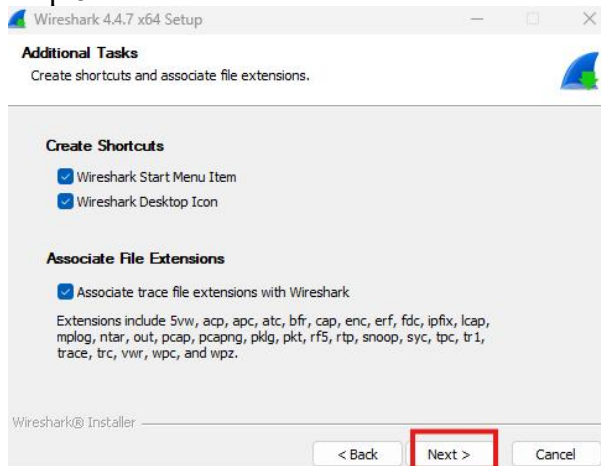 Wireshark 4.4.7 x64 Setup
Additional Tasks
Create shortcuts and associate file extensions.
Create Shortcuts
Wireshark Start Menu Item
Wireshark Desktop Icon
Associate File Extensions
Associate trace file extensions with Wireshark
Extensions include 5vw, acp, apc, atc, bfr, cap, enc, erf, fdc, ipfix, lcap,
mplog, ntar, out, pcap, pcapng, pklg, pkt, rf5, rtp, snoop, syc, tpc, tr1,
trace, trc, vwr, wpc, and wpz.
Wireshark® Installer
< Back Next > Cancel